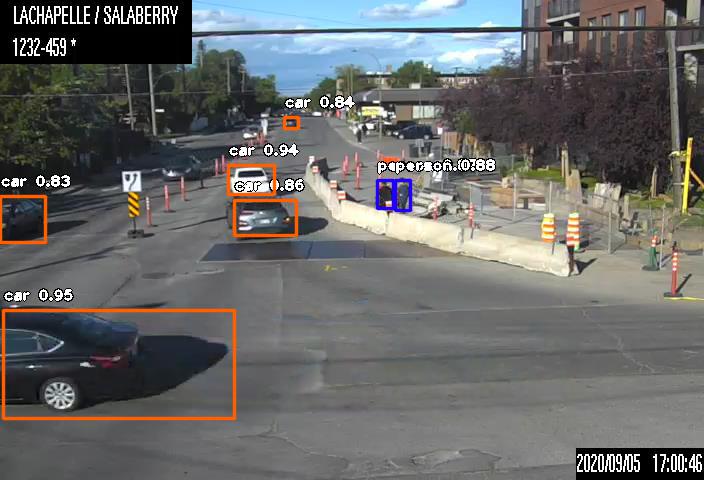 LACHAPELLE / SALABERRY
1232-459 *
car 0.84
car 0.94
car 0.83
car 0.86
car 0.95
2020/09/05 17:00:46